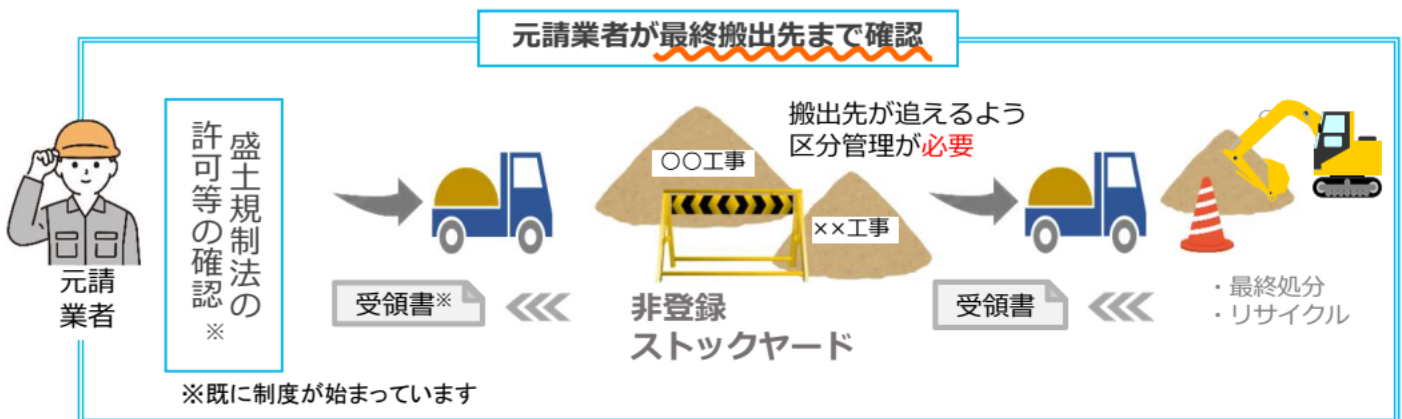 元請業者が最終搬出先まで確認
盛土規制法の
許可等の確認※
元請
業者
受領書※
○○工事
××工事
搬出先が追えるよう
区分管理が必要
非登録
ストックヤード
受領書
・最終処分
・リサイクル
※既に制度が始まっています